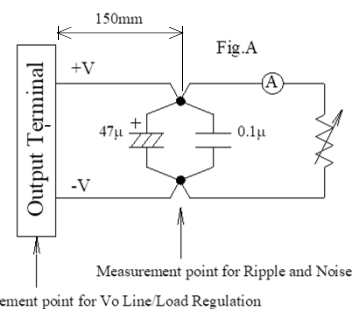 150mm
Fig.A
+V
A
Output Terminal
+
47μ
0.1μ
-V
Measurement point for Ripple and Noise
point for Vo Line/Load Regulation